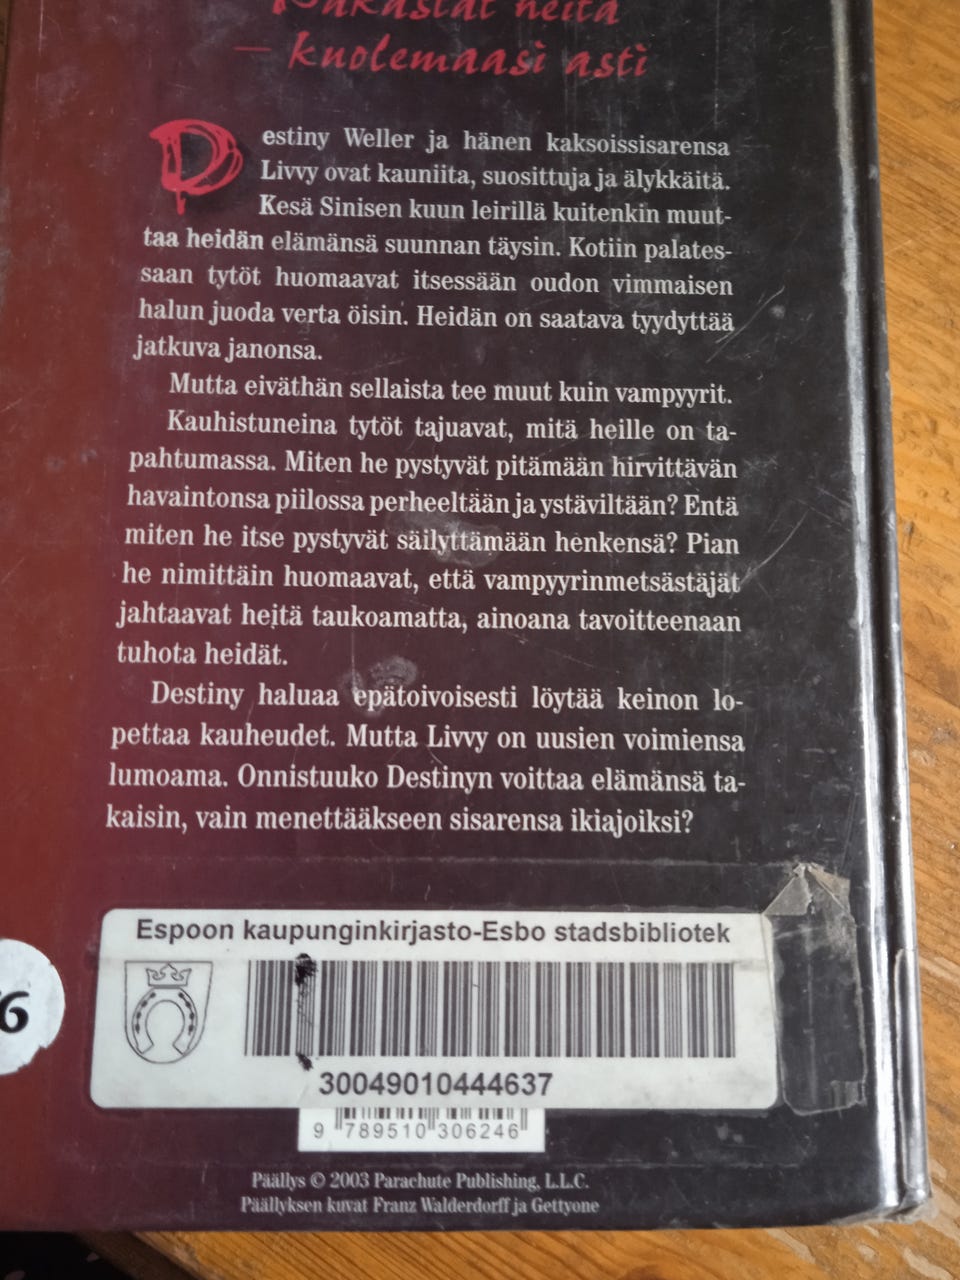 Rakastat heitä
– kuolemaasi asti
Destiny Weller ja hänen kaksoissisarensa
Livvy ovat kauniita, suosittuja ja älykkäitä.
Kesä Sinisen kuun leirillä kuitenkin muut-
taa heidän elämänsä suunnan täysin. Kotiin palates-
saan tytöt huomaavat itsessään oudon vimmaisen
halun juoda verta öisin. Heidän on saatava tyydyttää
jatkuva janonsa.
Mutta eiväthän sellaista tee muut kuin vampyyrit.
Kauhistuneina tytöt tajuavat, mitä heille on ta-
pahtumassa. Miten he pystyvät pitämään hirvittävän
havaintonsa piilossa perheeltään ja ystäviltään? Entä
miten he itse pystyvät säilyttämään henkensä? Pian
he nimittäin huomaavat, että vampyyrinmetsästäjät
jahtaavat heitä taukoamatta, ainoana tavoitteenaan
tuhota heidät.
Destiny haluaa epätoivoisesti löytää keinon lo-
pettaa kauheudet. Mutta Livvy on uusien voimiensa
lumoama. Onnistuuko Destinyn voittaa elämänsä ta-
kaisin, vain menettääkseen sisarensa ikiajoiksi?
Espoon kaupunginkirjasto-Esbo stadsbibliotek
6
30049010444637
9 789510 306246
Päällys © 2003 Parachute Publishing, L.L.C.
Päällyksen kuvat Franz Walderdorff ja Gettyone